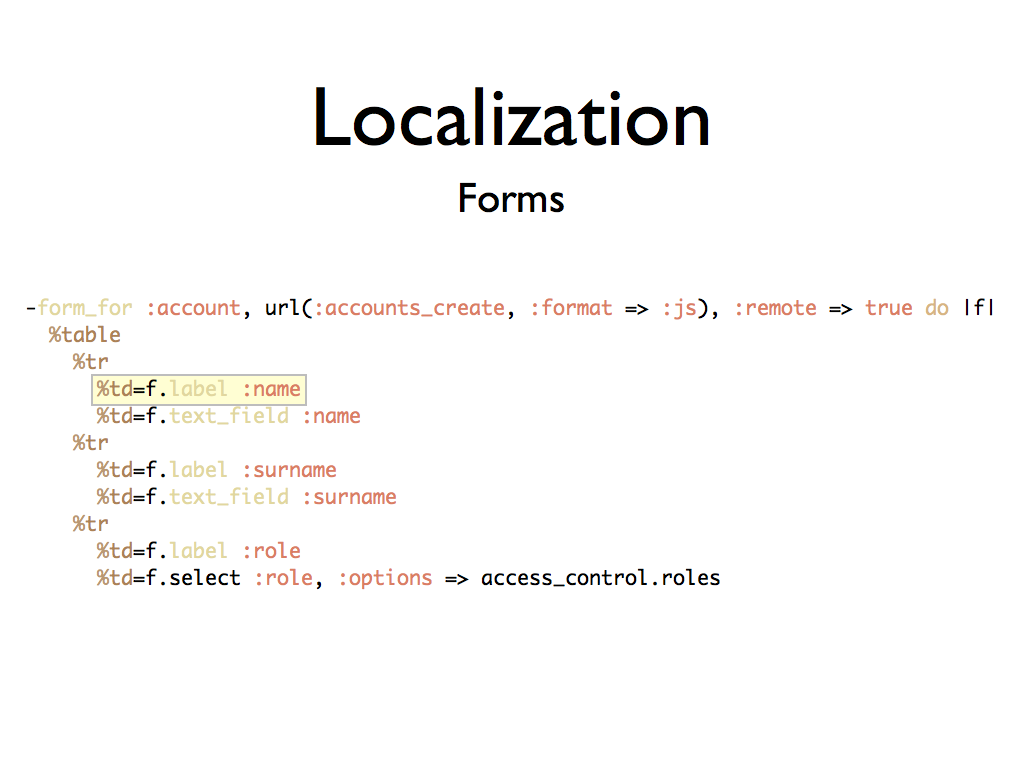 Localization
Forms
-form_for :account, url(:accounts_create, :format => :js), :remote => true do |f|
  %table
    %tr
      %td=f.label :name
      %td=f.text_field :name
    %tr
      %td=f.label :surname
      %td=f.text_field :surname
    %tr
      %td=f.label :role
      %td=f.select :role, :options => access_control.roles